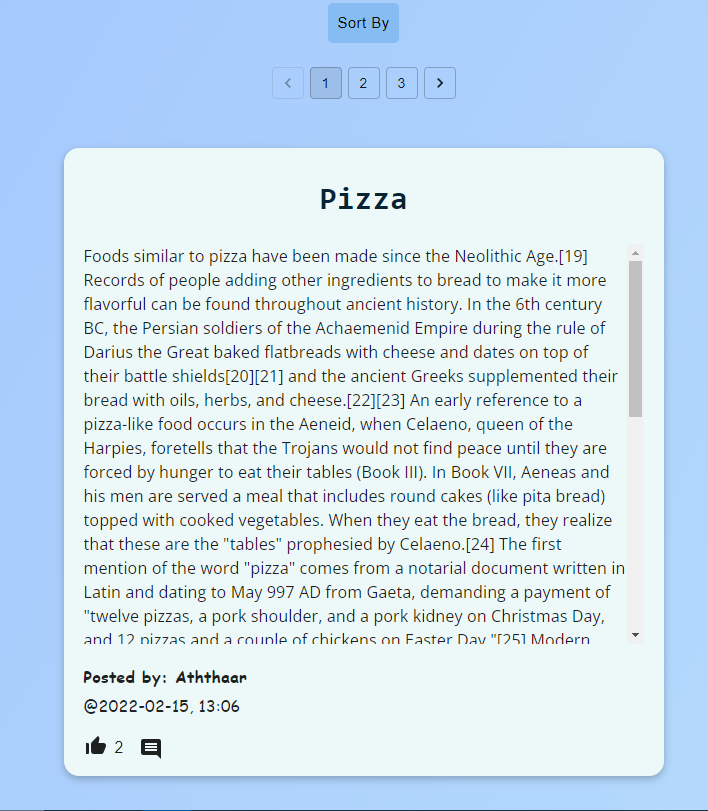 Sort By
1 2 3
Pizza
Foods similar to pizza have been made since the Neolithic Age.[19]
Records of people adding other ingredients to bread to make it more
flavorful can be found throughout ancient history. In the 6th century
BC, the Persian soldiers of the Achaemenid Empire during the rule of
Darius the Great baked flatbreads with cheese and dates on top of
their battle shields[20][21] and the ancient Greeks supplemented their
bread with oils, herbs, and cheese.[22][23] An early reference to a
pizza-like food occurs in the Aeneid, when Celaeno, queen of the
Harpies, foretells that the Trojans would not find peace until they are
forced by hunger to eat their tables (Book III). In Book VII, Aeneas and
his men are served a meal that includes round cakes (like pita bread)
topped with cooked vegetables. When they eat the bread, they realize
that these are the "tables" prophesied by Celaeno.[24] The first
mention of the word "pizza" comes from a notarial document written in
Latin and dating to May 997 AD from Gaeta, demanding a payment of
"twelve pizzas, a pork shoulder, and a pork kidney on Christmas Day,
and 12 pizzas and a couple of chickens on Easter Day."[25] Modern
Posted by: Aththaar
@2022-02-15, 13:06
2